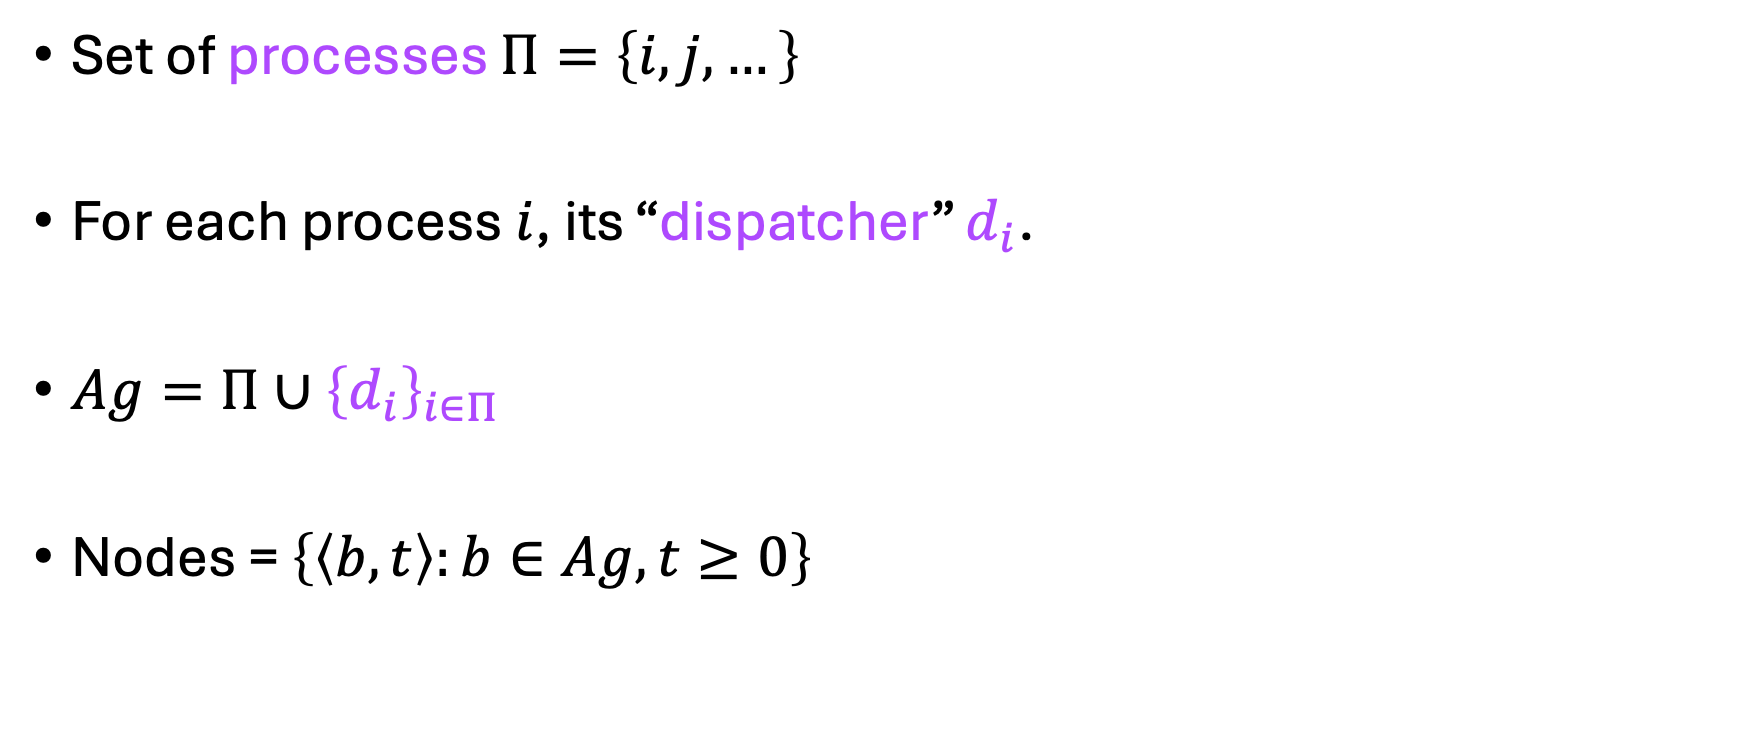 • Set of processes Π = {i, j, … }
• For each process i, its “dispatcher” dᵢ.
• Ag = Π ∪ {dᵢ}ᵢ∈Π
• Nodes = {⟨b, t⟩: b ∈ Ag, t ≥ 0}